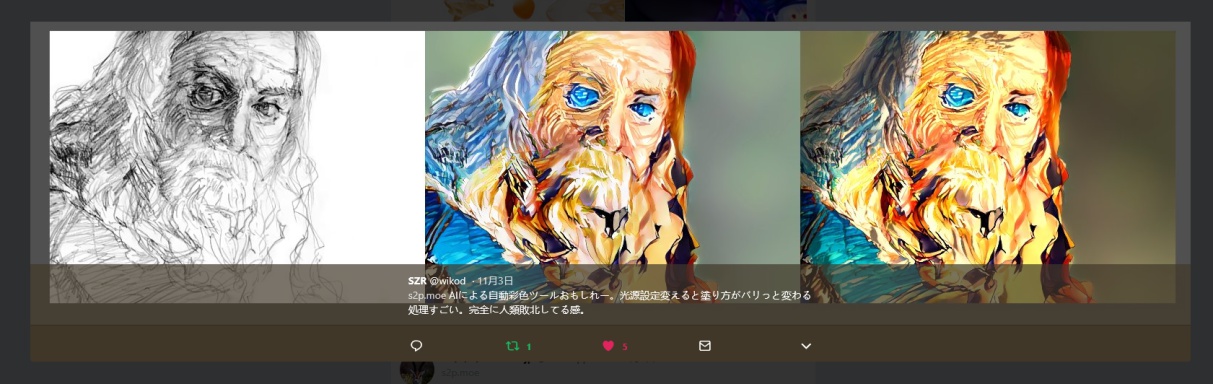 SZR @wikod · 11月3日
s2p.moe AIによる自動彩色ツールおもしれー。光源設定変えると塗り方がバリっと変わる
処理すごい。完全に人類敗北してる感。
1 5
s2p.moe